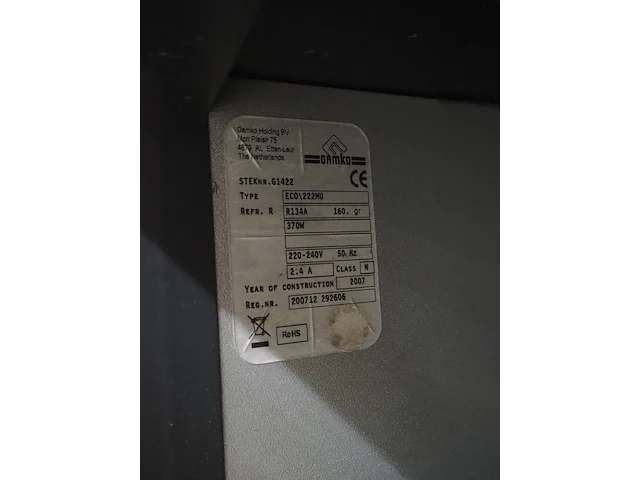 Gamko Holding BV
Mon Plaisir 75
4879 AL Etten-Leur
The Netherlands
GAMKO
STEKNR.G1422
CE
TYPE ECO\222MU
REFR. R R134A 160. gr
370W
220-240V 50 Hz
2.4 A CLASS N
YEAR OF CONSTRUCTION 2007
REG.NR. 200712 292606
RoHS